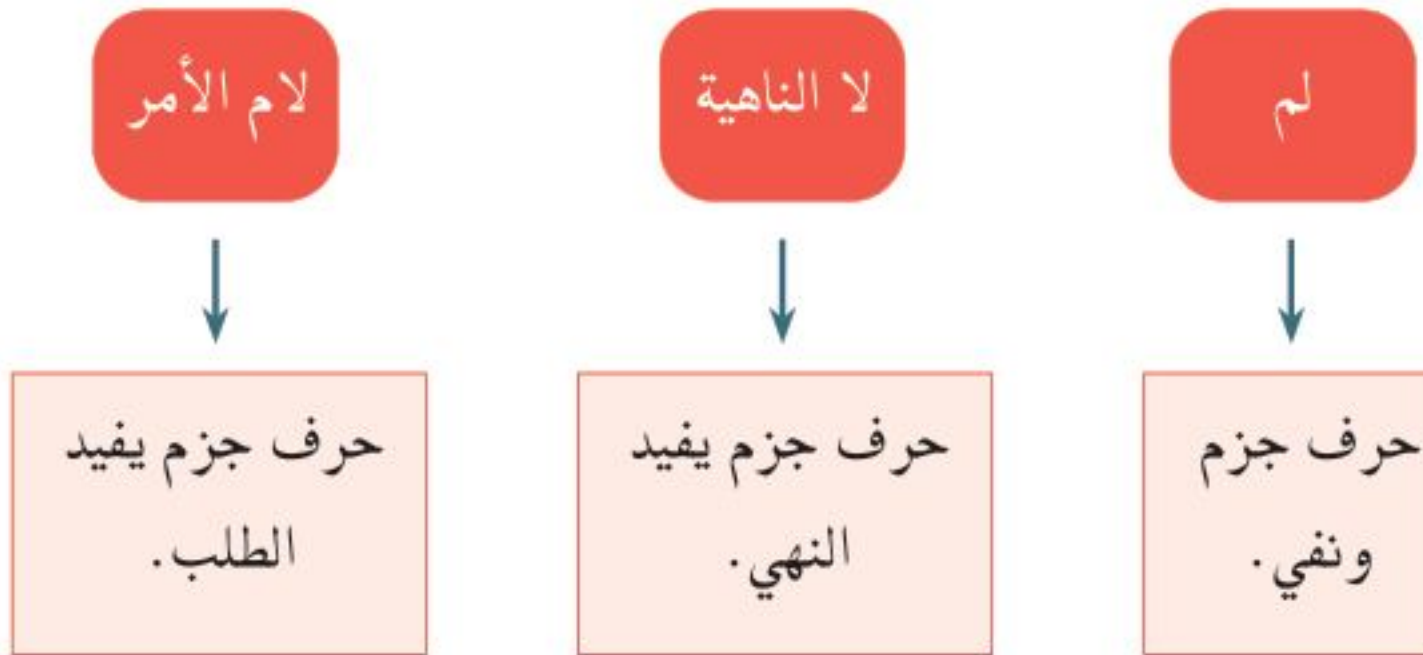 لم
لا الناهية
لام الأمر
حرف جزم
ونفي.
حرف جزم يفيد
النهي.
حرف جزم يفيد
الطلب.